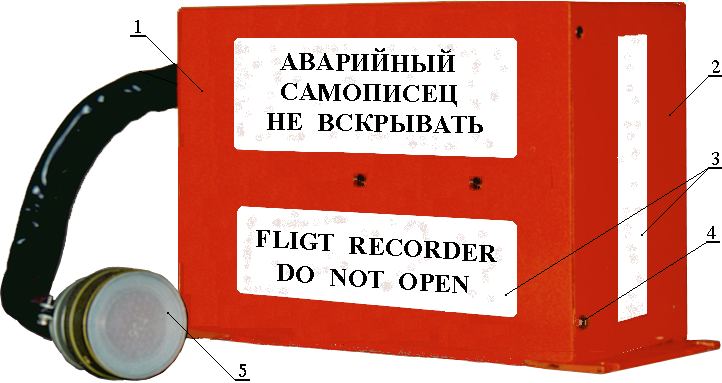 1
АВАРИЙНЫЙ
САМОПИСЕЦ
НЕ ВСКРЫВАТЬ
2
3
FLIGT RECORDER
DO NOT OPEN
4
5